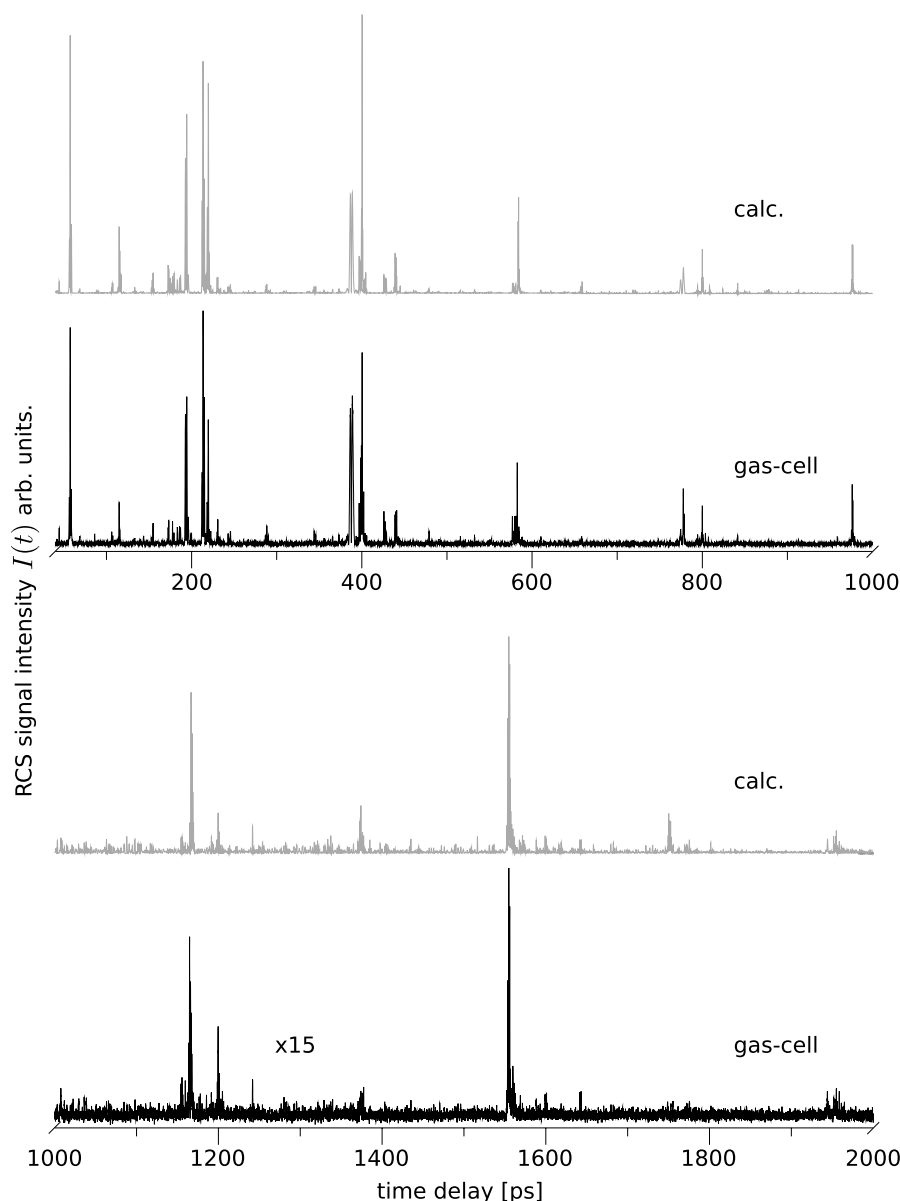 calc.
gas-cell
200 400 600 800 1000
RCS signal intensity I(t) arb. units.
calc.
x15 gas-cell
1000 1200 1400 1600 1800 2000
time delay [ps]